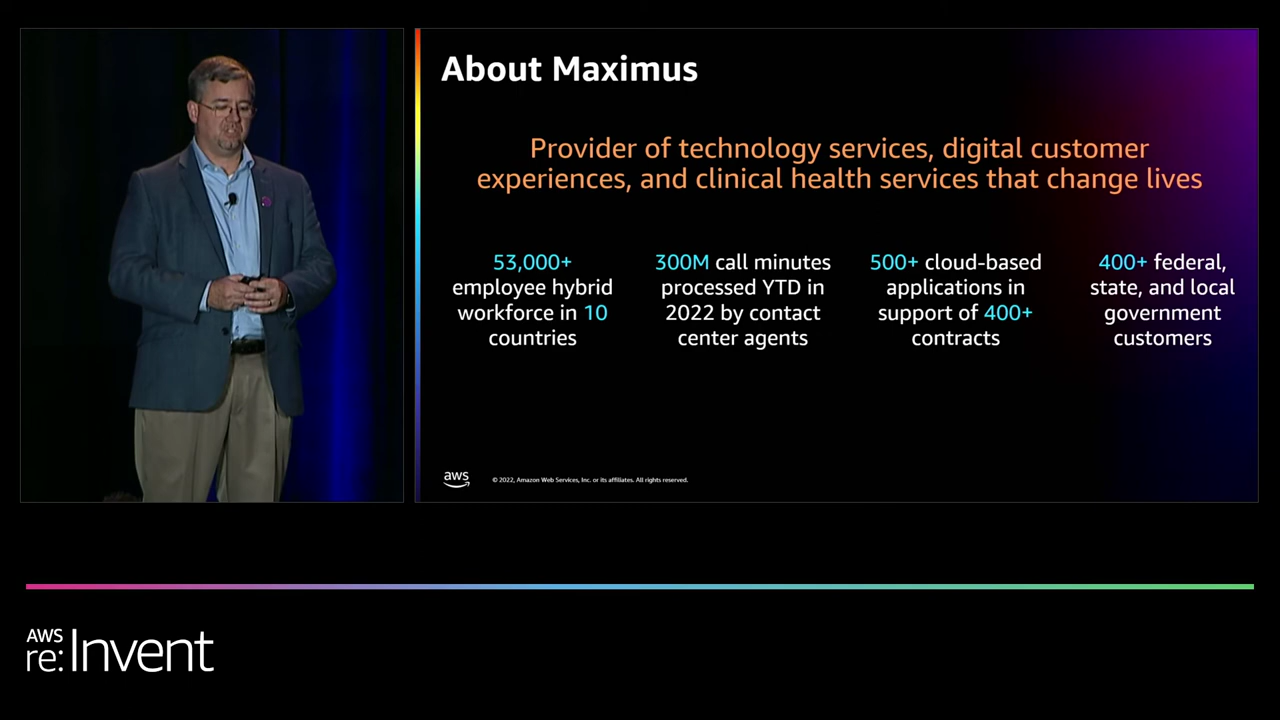 About Maximus
Provider of technology services, digital customer
experiences, and clinical health services that change lives
53,000+
employee hybrid
workforce in 10
countries
300M call minutes
processed YTD in
2022 by contact
center agents
500+ cloud-based
applications in
support of 400+
contracts
400+ federal,
state, and local
government
customers
aws
© 2022, Amazon Web Services, Inc. or its affiliates. All rights reserved.
AWS
re:Invent